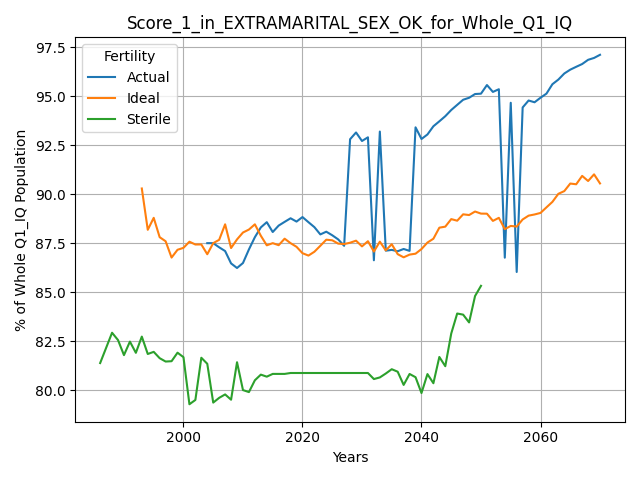 Score_1_in_EXTRAMARITAL_SEX_OK_for_Whole_Q1_IQ
Fertility
Actual
Ideal
Sterile
% of Whole Q1_IQ Population
97.5
95.0
92.5
90.0
87.5
85.0
82.5
80.0
2000
2020
2040
2060
Years